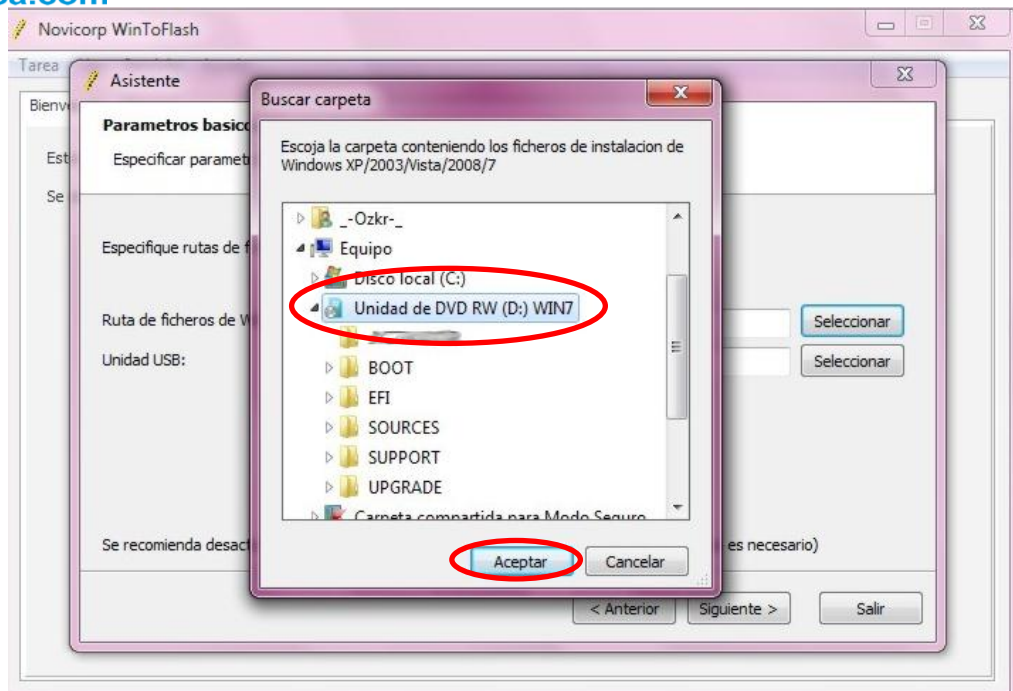 Novicorp WinToFlash
Tarea
Asistente
Buscar carpeta
Parametros basico
Especificar paramet
Escoja la carpeta conteniendo los ficheros de instalacion de
Windows XP/2003/Vista/2008/7
Est
Se
_-Ozkr-_
Equipo
Disco local (C:)
Unidad de DVD RW (D:) WIN7
BOOT
EFI
SOURCES
SUPPORT
UPGRADE
Carpeta compartida para Modo Seguro
Especifique rutas de f
Ruta de ficheros de W
Seleccionar
Unidad USB:
Seleccionar
Se recomienda desact
es necesario)
Aceptar
Cancelar
< Anterior
Siguiente >
Salir